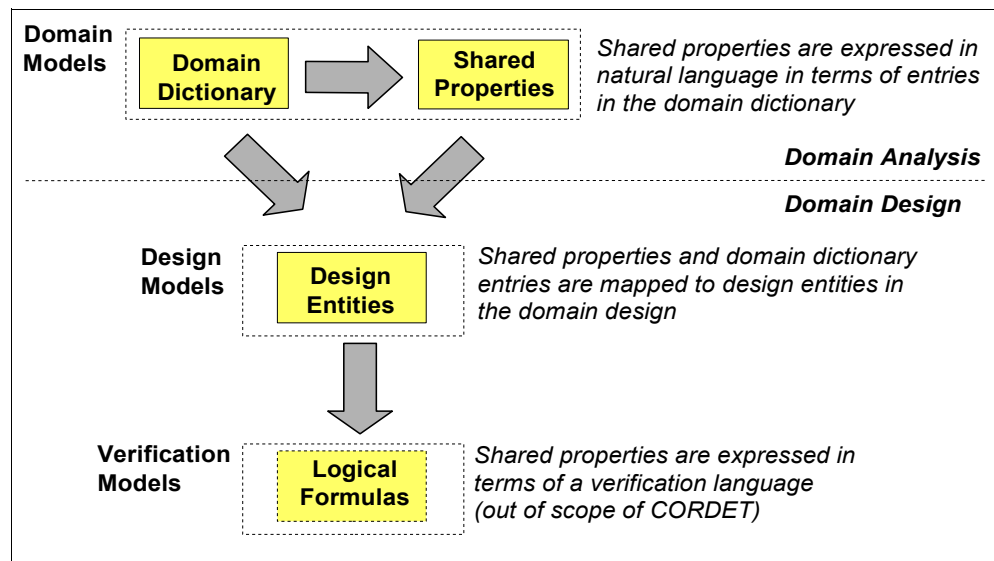 Domain
Models
Domain
Dictionary
Shared
Properties
Shared properties are expressed in
natural language in terms of entries
in the domain dictionary
Domain Analysis
Domain Design
Design
Models
Design
Entities
Shared properties and domain dictionary
entries are mapped to design entities in
the domain design
Verification
Models
Logical
Formulas
Shared properties are expressed in
terms of a verification language
(out of scope of CORDET)